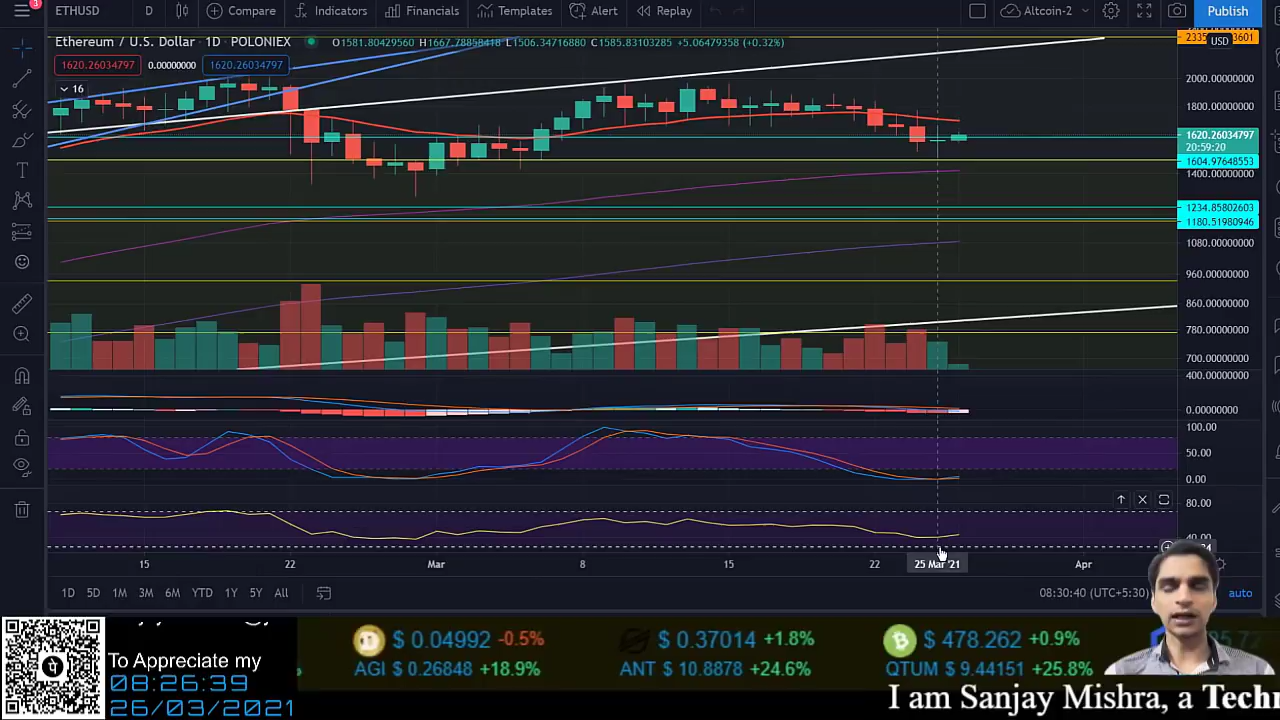 ETHUSD D Compare Indicators Financials Templates Alert Replay Altcoin-2 Publish
Ethereum / U.S. Dollar · 1D · POLONIEX O1581.80429560 H1667.78858418 L1506.34716880 C1585.83103285 +5.06479358 (+0.32%)
1620.26034797 0.00000000 1620.26034797
16
USD
2000.00000000
1800.00000000
1620.26034797
20:59:20
1604.97648553
1400.00000000
1234.85802603
1180.51980946
1080.00000000
960.00000000
860.00000000
780.00000000
700.00000000
400.00000000
0.00000000
100.00
50.00
0.00
80.00
40.00
15 22 Mar 8 15 22 25 Mar '21 Apr
1D 5D 1M 3M 6M YTD 1Y 5Y All 08:30:40 (UTC+5:30) auto
To Appreciate my
08:26:39
26/03/2021
$ 0.04992 -0.5% $ 0.37014 +1.8% $ 478.262 +0.9%
AGI $ 0.26848 +18.9% ANT $ 10.8878 +24.6% QTUM $ 9.44151 +25.8%
I am Sanjay Mishra, a Techn